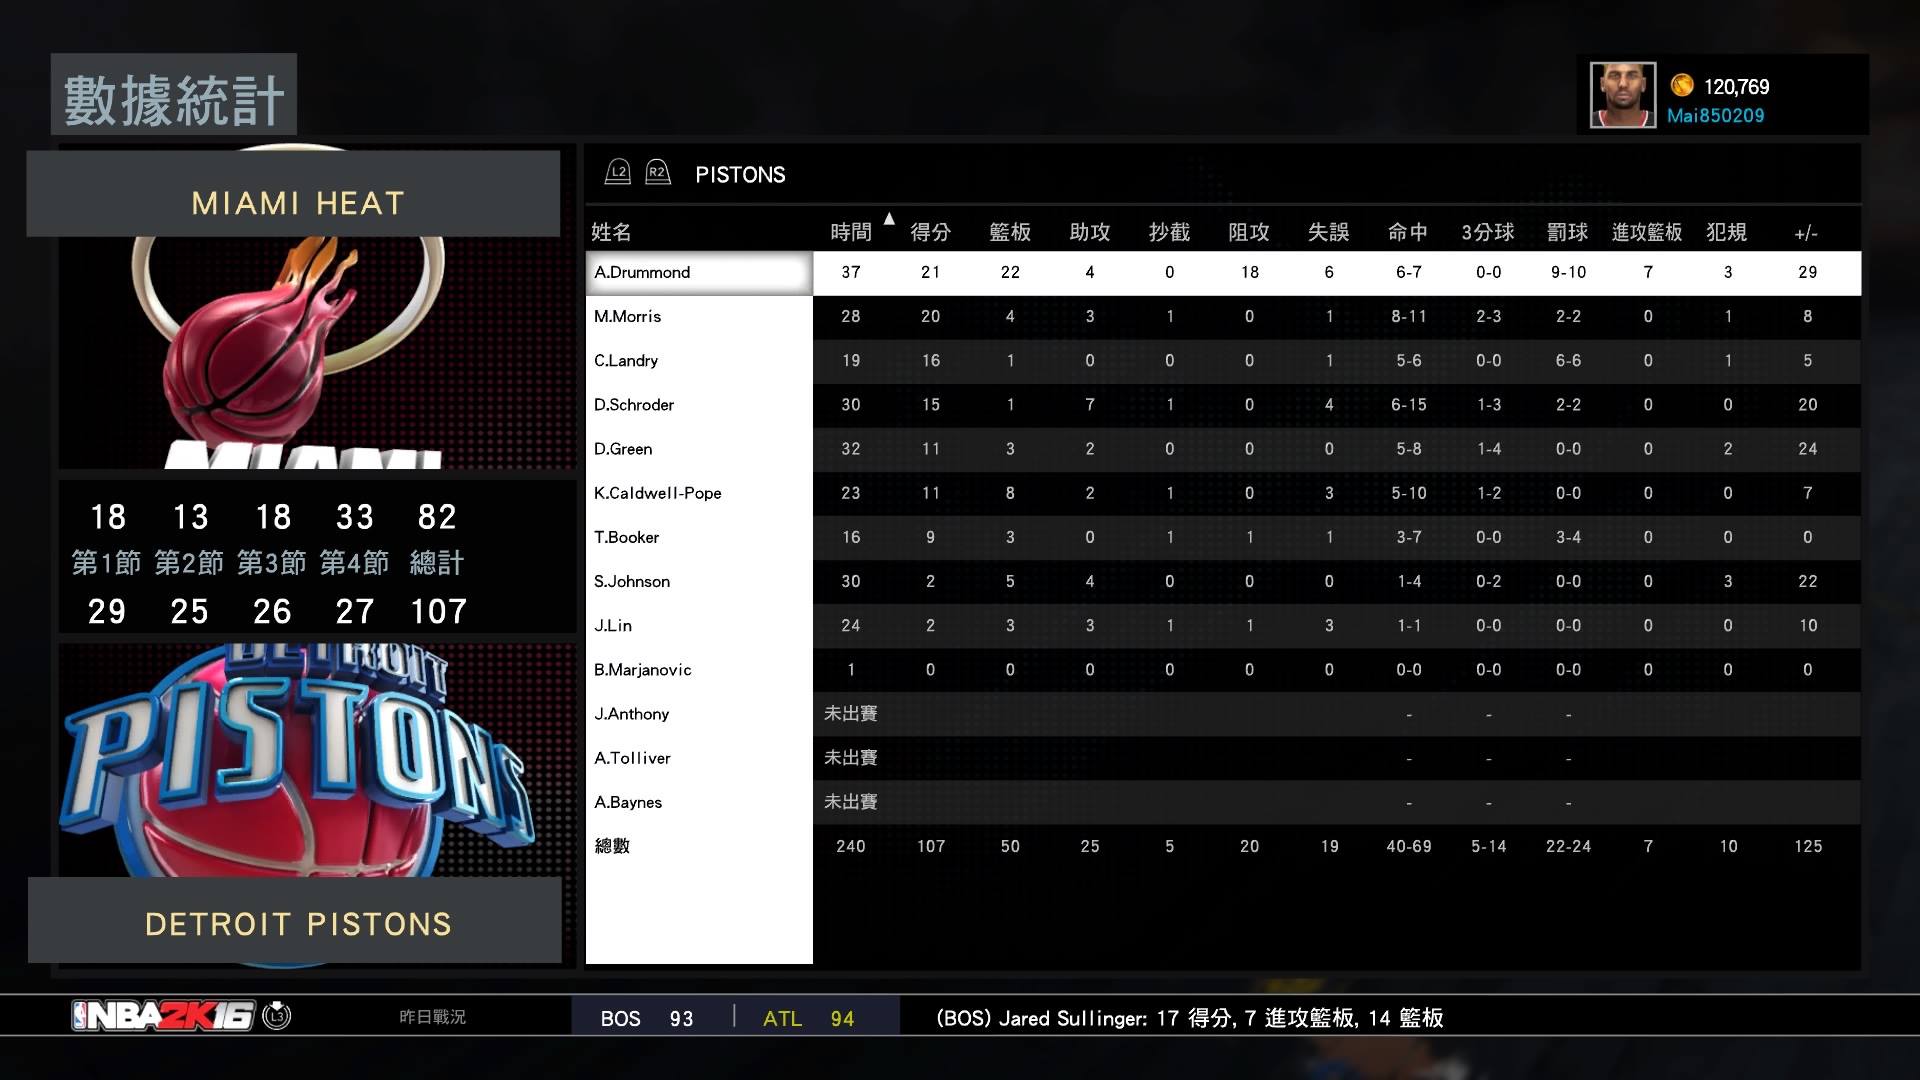 數據統計
120,769
Mai850209
MIAMI HEAT
MIAMI
18 13 18 33 82
第1節 第2節 第3節 第4節 總計
29 25 26 27 107
DETROIT
PISTONS
DETROIT PISTONS
L2 R2 PISTONS
姓名 時間 得分 籃板 助攻 抄截 阻攻 失誤 命中 3分球 罰球 進攻籃板 犯規 +/-
A.Drummond 37 21 22 4 0 18 6 6-7 0-0 9-10 7 3 29
M.Morris 28 20 4 3 1 0 1 8-11 2-3 2-2 0 1 8
C.Landry 19 16 1 0 0 0 1 5-6 0-0 6-6 0 1 5
D.Schroder 30 15 1 7 1 0 4 6-15 1-3 2-2 0 0 20
D.Green 32 11 3 2 0 0 0 5-8 1-4 0-0 0 2 24
K.Caldwell-Pope 23 11 8 2 1 0 3 5-10 1-2 0-0 0 0 7
T.Booker 16 9 3 0 1 1 1 3-7 0-0 3-4 0 0 0
S.Johnson 30 2 5 4 0 0 0 1-4 0-2 0-0 0 3 22
J.Lin 24 2 3 3 1 1 3 1-1 0-0 0-0 0 0 10
B.Marjanovic 1 0 0 0 0 0 0 0-0 0-0 0-0 0 0 0
J.Anthony 未出賽 - - -
A.Tolliver 未出賽 - - -
A.Baynes 未出賽 - - -
總數 240 107 50 25 5 20 19 40-69 5-14 22-24 7 10 125
NBA2K16 L3 昨日戰況 BOS 93 ATL 94 (BOS) Jared Sullinger: 17 得分, 7 進攻籃板, 14 籃板